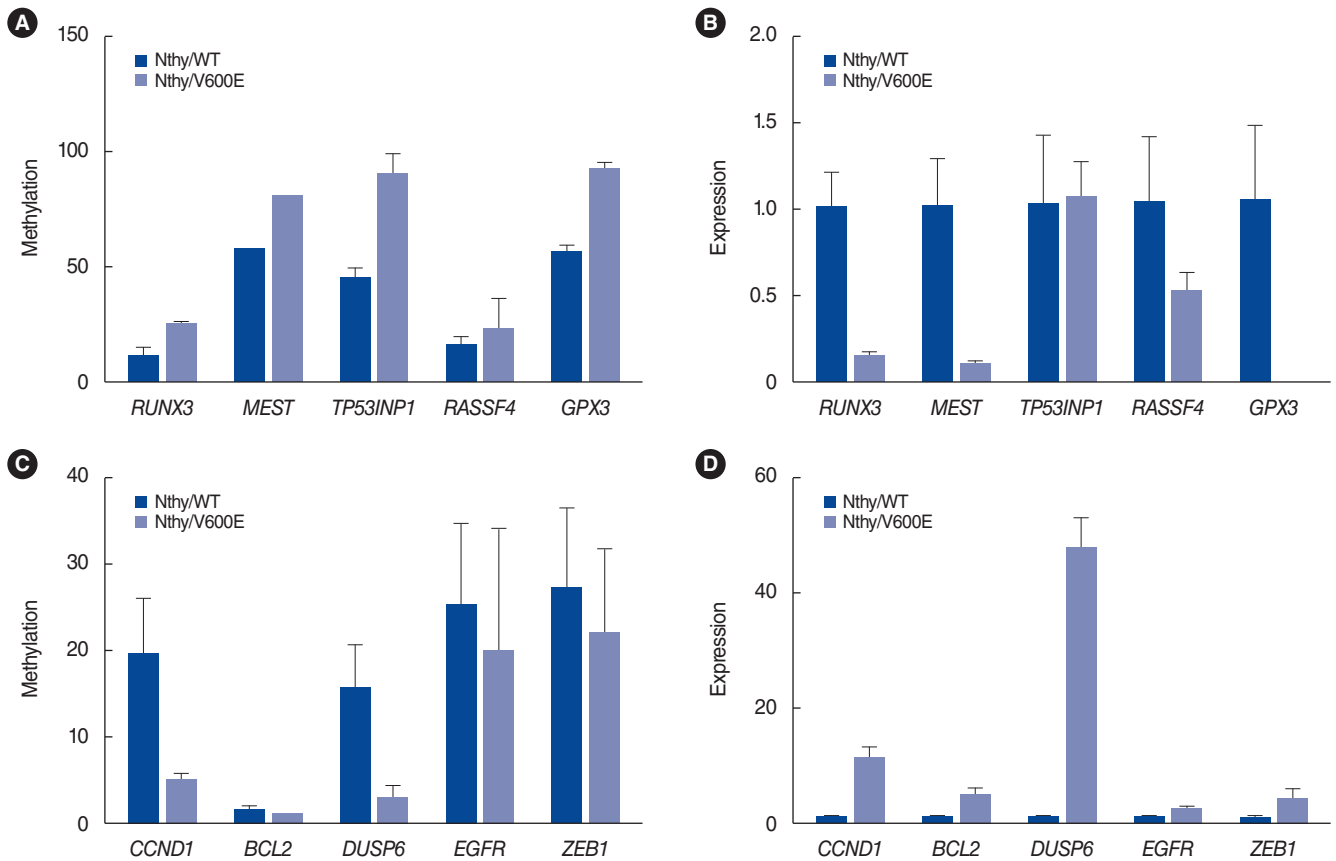 A
150
100
50
0
Methylation
Nthy/WT
Nthy/V600E
RUNX3 MEST TP53INP1 RASSF4 GPX3
B
2.0
1.5
1.0
0.5
0
Expression
Nthy/WT
Nthy/V600E
RUNX3 MEST TP53INP1 RASSF4 GPX3
C
40
30
20
10
0
Methylation
Nthy/WT
Nthy/V600E
CCND1 BCL2 DUSP6 EGFR ZEB1
D
60
40
20
0
Expression
Nthy/WT
Nthy/V600E
CCND1 BCL2 DUSP6 EGFR ZEB1